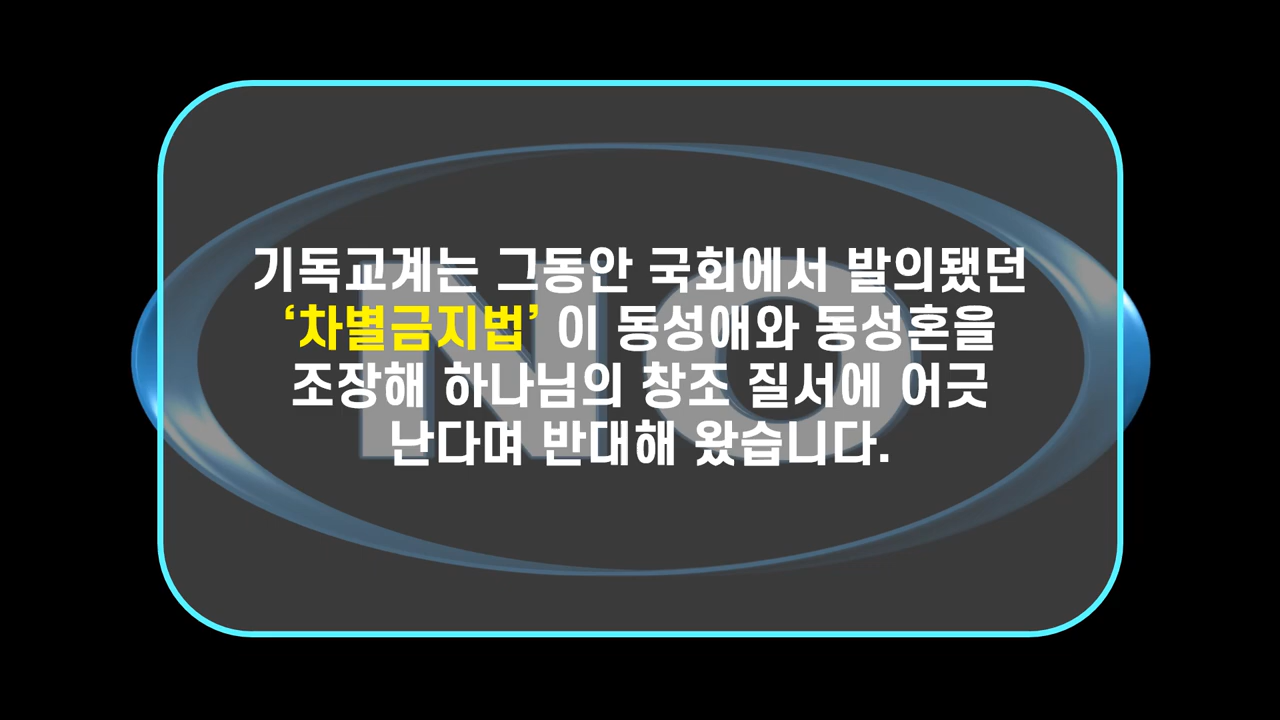 NO
기독교계는 그동안 국회에서 발의됐던
‘차별금지법’ 이 동성애와 동성혼을
조장해 하나님의 창조 질서에 어긋
난다며 반대해 왔습니다.